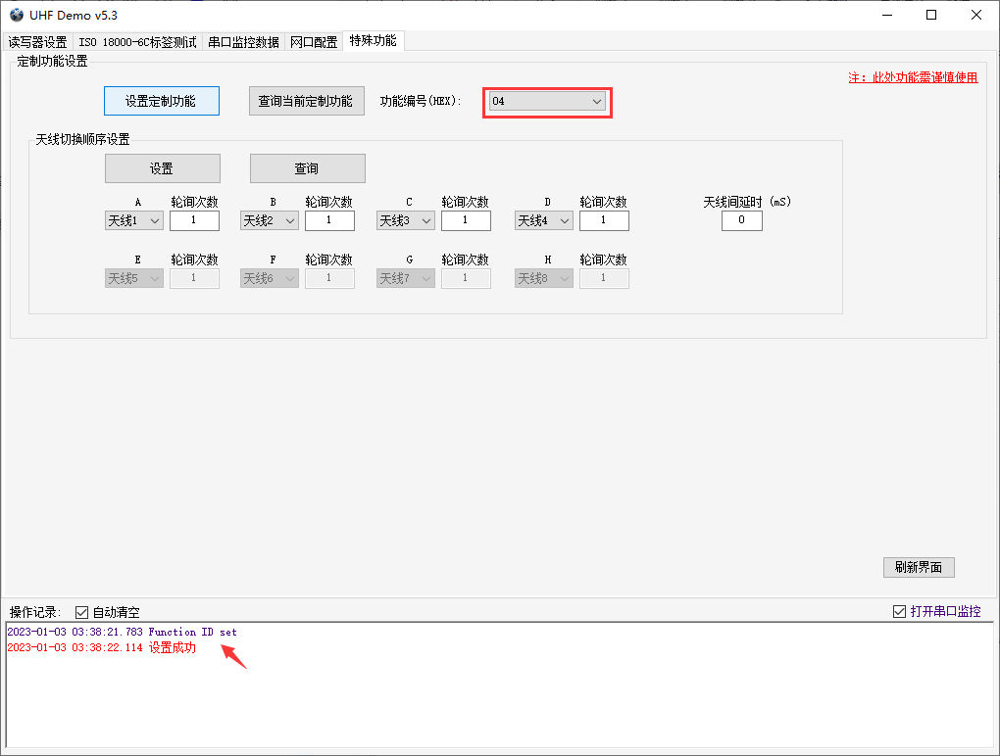 UHF Demo v5.3
读写器设置 ISO 18000-6C标签测试 串口监控数据 网口配置 特殊功能
定制功能设置
注：此处功能需谨慎使用
设置定制功能 查询当前定制功能 功能编号(HEX): 04
天线切换顺序设置
设置 查询
A 轮询次数 B 轮询次数 C 轮询次数 D 轮询次数 天线间延时 (mS)
天线1 1 天线2 1 天线3 1 天线4 1 0
E 轮询次数 F 轮询次数 G 轮询次数 H 轮询次数
天线5 1 天线6 1 天线7 1 天线8 1
刷新界面
操作记录: 自动清空 打开串口监控
2023-01-03 03:38:21.783 Function ID set
2023-01-03 03:38:22.114 设置成功